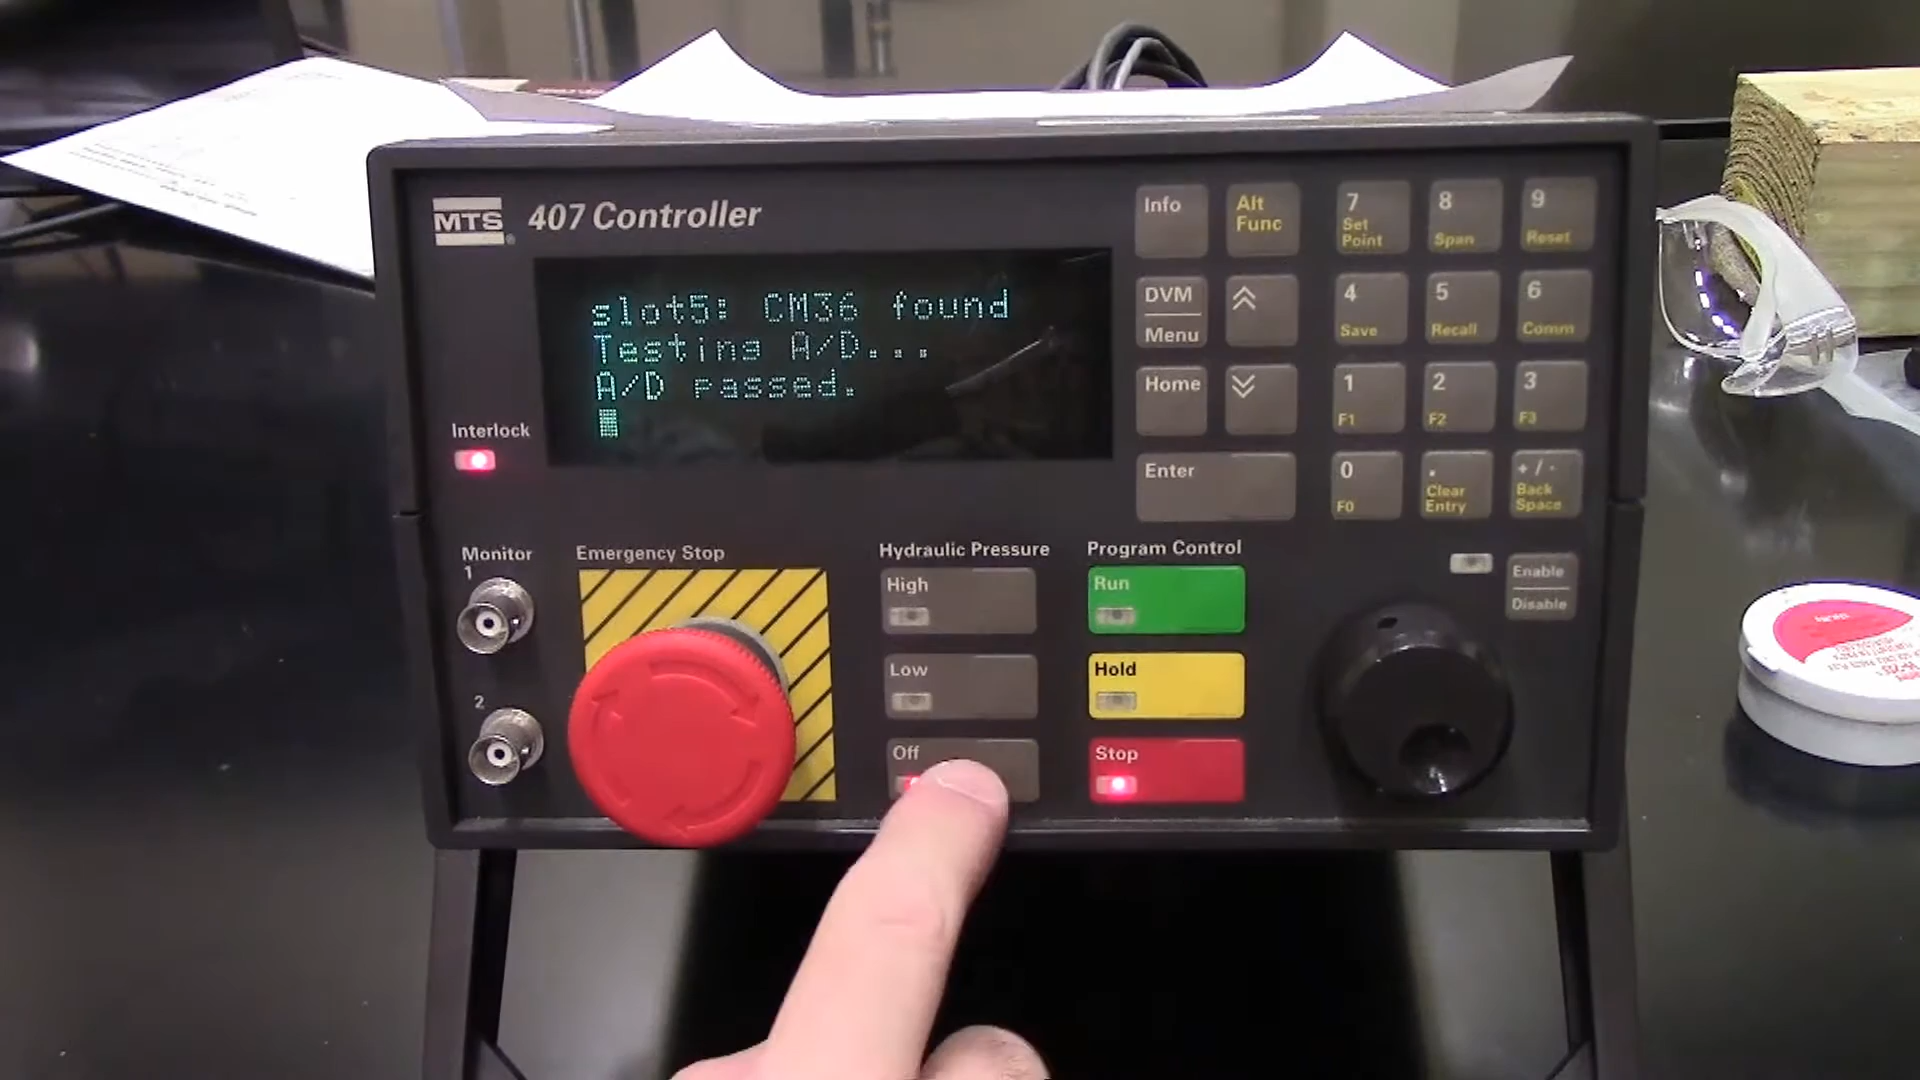 MTS® 407 Controller
slot5: CM36 found
Testing A/D...
A/D passed.
Interlock
Monitor
1
2
Emergency Stop
Hydraulic Pressure
High
Low
Off
Program Control
Run
Hold
Stop
Info
Alt
Func
7
Set
Point
8
Span
9
Reset
DVM
Menu
4
Save
5
Recall
6
Comm
Home
1
F1
2
F2
3
F3
Enter
0
F0
.
Clear
Entry
+ / -
Back
Space
Enable
Disable